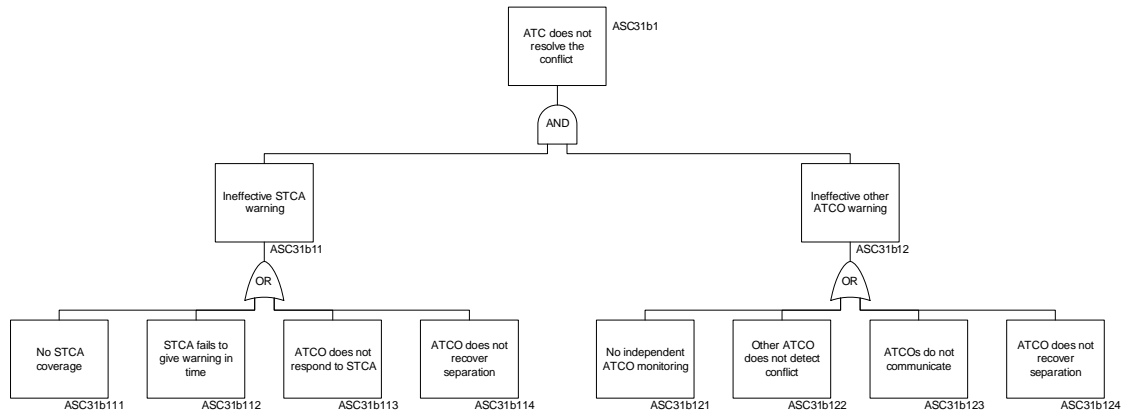 ATC does not
resolve the
conflict
ASC31b1
AND
Ineffective STCA
warning
ASC31b11
Ineffective other
ATCO warning
ASC31b12
OR
OR
No STCA
coverage
ASC31b111
STCA fails to
give warning in
time
ASC31b112
ATCO does not
respond to STCA
ASC31b113
ATCO does not
recover
separation
ASC31b114
No independent
ATCO monitoring
ASC31b121
Other ATCO
does not detect
conflict
ASC31b122
ATCOs do not
communicate
ASC31b123
ATCO does not
recover
separation
ASC31b124